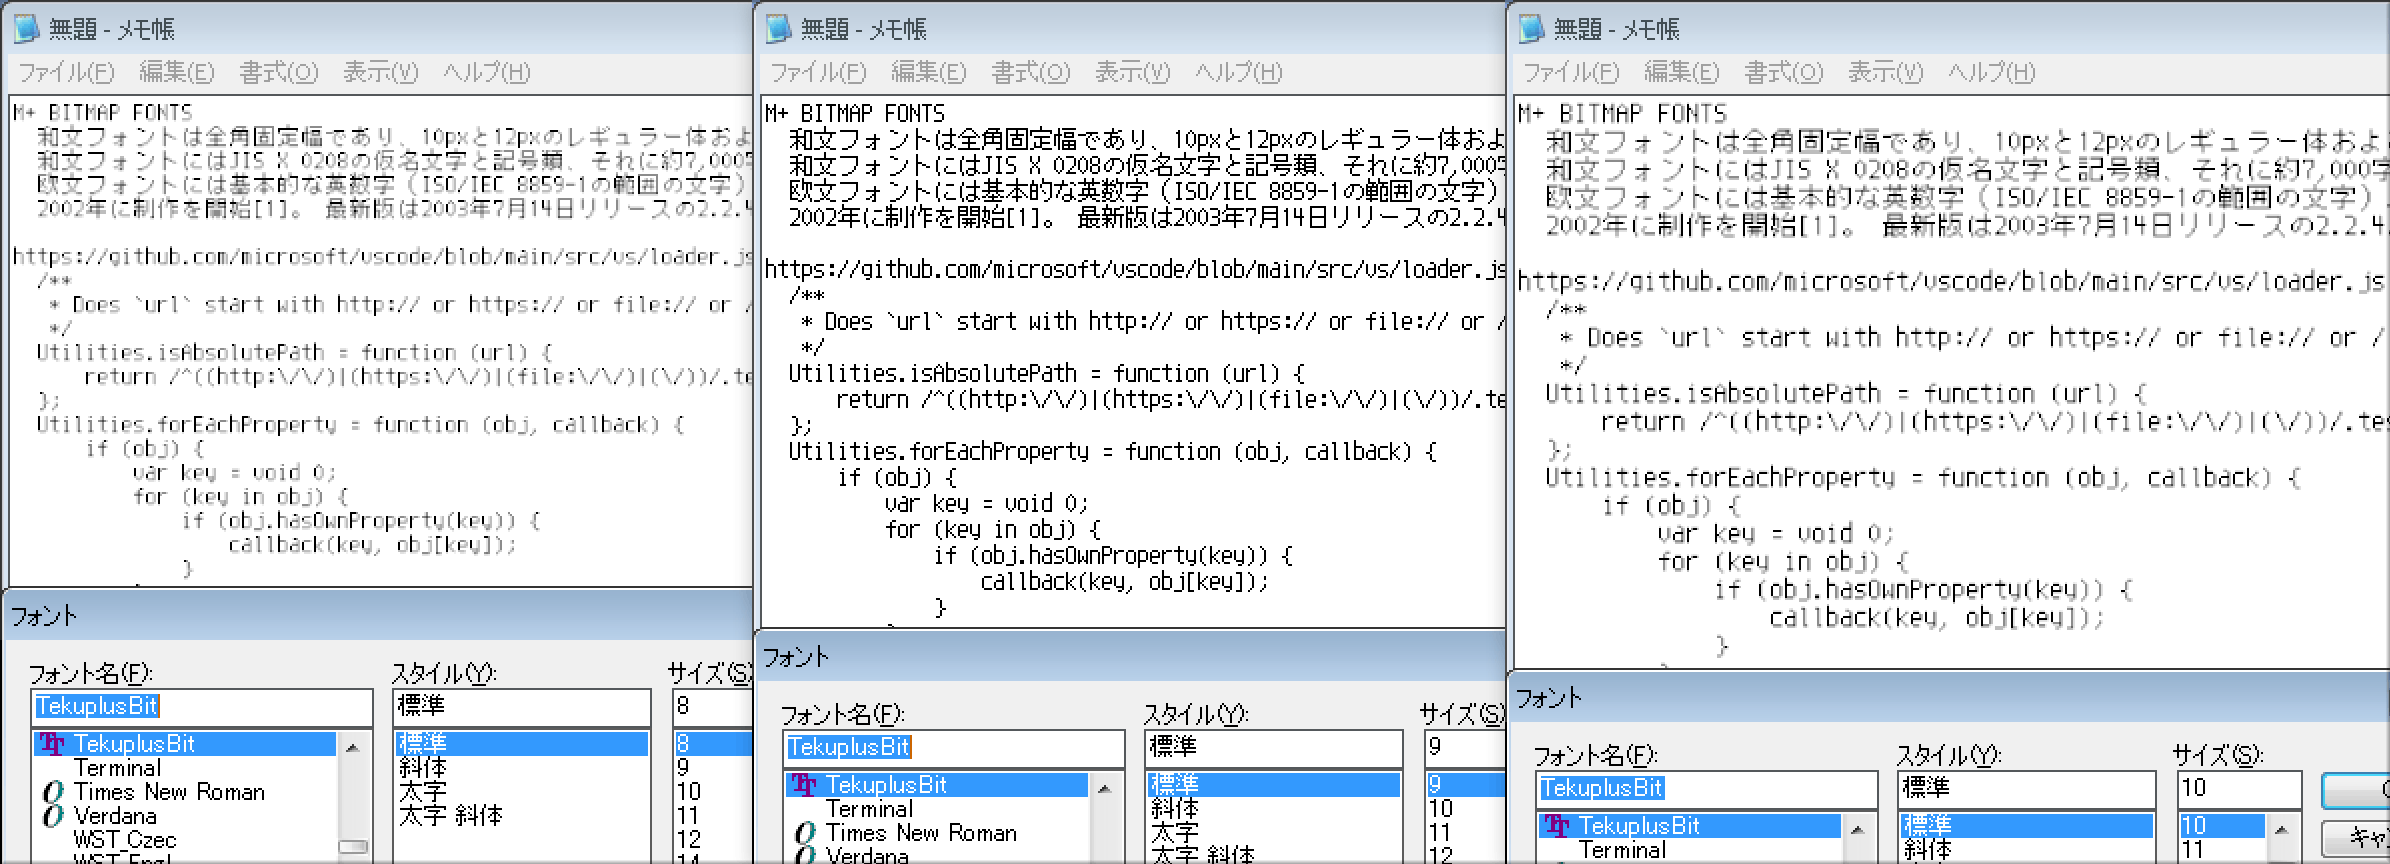 無題 - メモ帳
ファイル(F) 編集(E) 書式(O) 表示(V) ヘルプ(H)
M+ BITMAP FONTS
和文フォントは全角固定幅であり、10pxと12pxのレギュラー体およ
和文フォントにはJIS X 0208の仮名文字と記号類、それに約7,000字
欧文フォントには基本的な英数字（ISO/IEC 8859-1の範囲の文字）
2002年に制作を開始[1]。 最新版は2003年7月14日リリースの2.2.4
https://github.com/microsoft/vscode/blob/main/src/vs/loader.js
/**
* Does `url` start with http:// or https:// or file:// or /
*/
Utilities.isAbsolutePath = function (url) {
return /^((http:\/\/)|(https:\/\/)|(file:\/\/)|(\/))/.te
};
Utilities.forEachProperty = function (obj, callback) {
if (obj) {
var key = void 0;
for (key in obj) {
if (obj.hasOwnProperty(key)) {
callback(key, obj[key]);
}
フォント
フォント名(F): スタイル(Y): サイズ(S):
TekuplusBit 標準 8
TekuplusBit 標準 8
Terminal 斜体 9
Times New Roman 太字 10
Verdana 太字 斜体 11
WST_Czec 12
WST_Engl 14
無題 - メモ帳
ファイル(F) 編集(E) 書式(O) 表示(V) ヘルプ(H)
M+ BITMAP FONTS
和文フォントは全角固定幅であり、10pxと12pxのレギュラー体およ
和文フォントにはJIS X 0208の仮名文字と記号類、それに約7,000字
欧文フォントには基本的な英数字（ISO/IEC 8859-1の範囲の文字）
2002年に制作を開始[1]。 最新版は2003年7月14日リリースの2.2.4
https://github.com/microsoft/vscode/blob/main/src/vs/loader.js
/**
* Does `url` start with http:// or https:// or file:// or /
*/
Utilities.isAbsolutePath = function (url) {
return /^((http:\/\/)|(https:\/\/)|(file:\/\/)|(\/))/.te
};
Utilities.forEachProperty = function (obj, callback) {
if (obj) {
var key = void 0;
for (key in obj) {
if (obj.hasOwnProperty(key)) {
callback(key, obj[key]);
}
フォント
フォント名(F): スタイル(Y): サイズ(S)
TekuplusBit 標準 9
TekuplusBit 標準 9
Terminal 斜体 10
Times New Roman 太字 11
Verdana 太字 斜体 12
無題 - メモ帳
ファイル(F) 編集(E) 書式(O) 表示(V) ヘルプ(H)
M+ BITMAP FONTS
和文フォントは全角固定幅であり、10pxと12pxのレギュラー体およ
和文フォントにはJIS X 0208の仮名文字と記号類、それに約7,000字
欧文フォントには基本的な英数字（ISO/IEC 8859-1の範囲の文字）
2002年に制作を開始[1]。 最新版は2003年7月14日リリースの2.2.4.
https://github.com/microsoft/vscode/blob/main/src/vs/loader.js
/**
* Does `url` start with http:// or https:// or file:// or /
*/
Utilities.isAbsolutePath = function (url) {
return /^((http:\/\/)|(https:\/\/)|(file:\/\/)|(\/))/.tes
};
Utilities.forEachProperty = function (obj, callback) {
if (obj) {
var key = void 0;
for (key in obj) {
if (obj.hasOwnProperty(key)) {
callback(key, obj[key]);
}
フォント
フォント名(F): スタイル(Y): サイズ(S):
TekuplusBit 標準 10
TekuplusBit 標準 10
Terminal 斜体 11
キャ